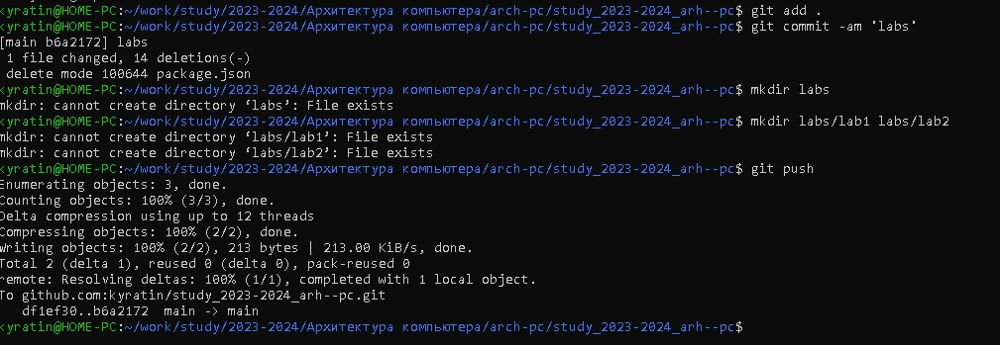 kyratin@HOME-PC:~/work/study/2023-2024/Архитектура компьютера/arch-pc/study_2023-2024_arh--pc$ git add .
kyratin@HOME-PC:~/work/study/2023-2024/Архитектура компьютера/arch-pc/study_2023-2024_arh--pc$ git commit -am 'labs'
[main b6a2172] labs
 1 file changed, 14 deletions(-)
 delete mode 100644 package.json
kyratin@HOME-PC:~/work/study/2023-2024/Архитектура компьютера/arch-pc/study_2023-2024_arh--pc$ mkdir labs
mkdir: cannot create directory ‘labs’: File exists
kyratin@HOME-PC:~/work/study/2023-2024/Архитектура компьютера/arch-pc/study_2023-2024_arh--pc$ mkdir labs/lab1 labs/lab2
mkdir: cannot create directory ‘labs/lab1’: File exists
mkdir: cannot create directory ‘labs/lab2’: File exists
kyratin@HOME-PC:~/work/study/2023-2024/Архитектура компьютера/arch-pc/study_2023-2024_arh--pc$ git push
Enumerating objects: 3, done.
Counting objects: 100% (3/3), done.
Delta compression using up to 12 threads
Compressing objects: 100% (2/2), done.
Writing objects: 100% (2/2), 213 bytes | 213.00 KiB/s, done.
Total 2 (delta 1), reused 0 (delta 0), pack-reused 0
remote: Resolving deltas: 100% (1/1), completed with 1 local object.
To github.com:kyratin/study_2023-2024_arh--pc.git
   df1ef30..b6a2172  main -> main
kyratin@HOME-PC:~/work/study/2023-2024/Архитектура компьютера/arch-pc/study_2023-2024_arh--pc$